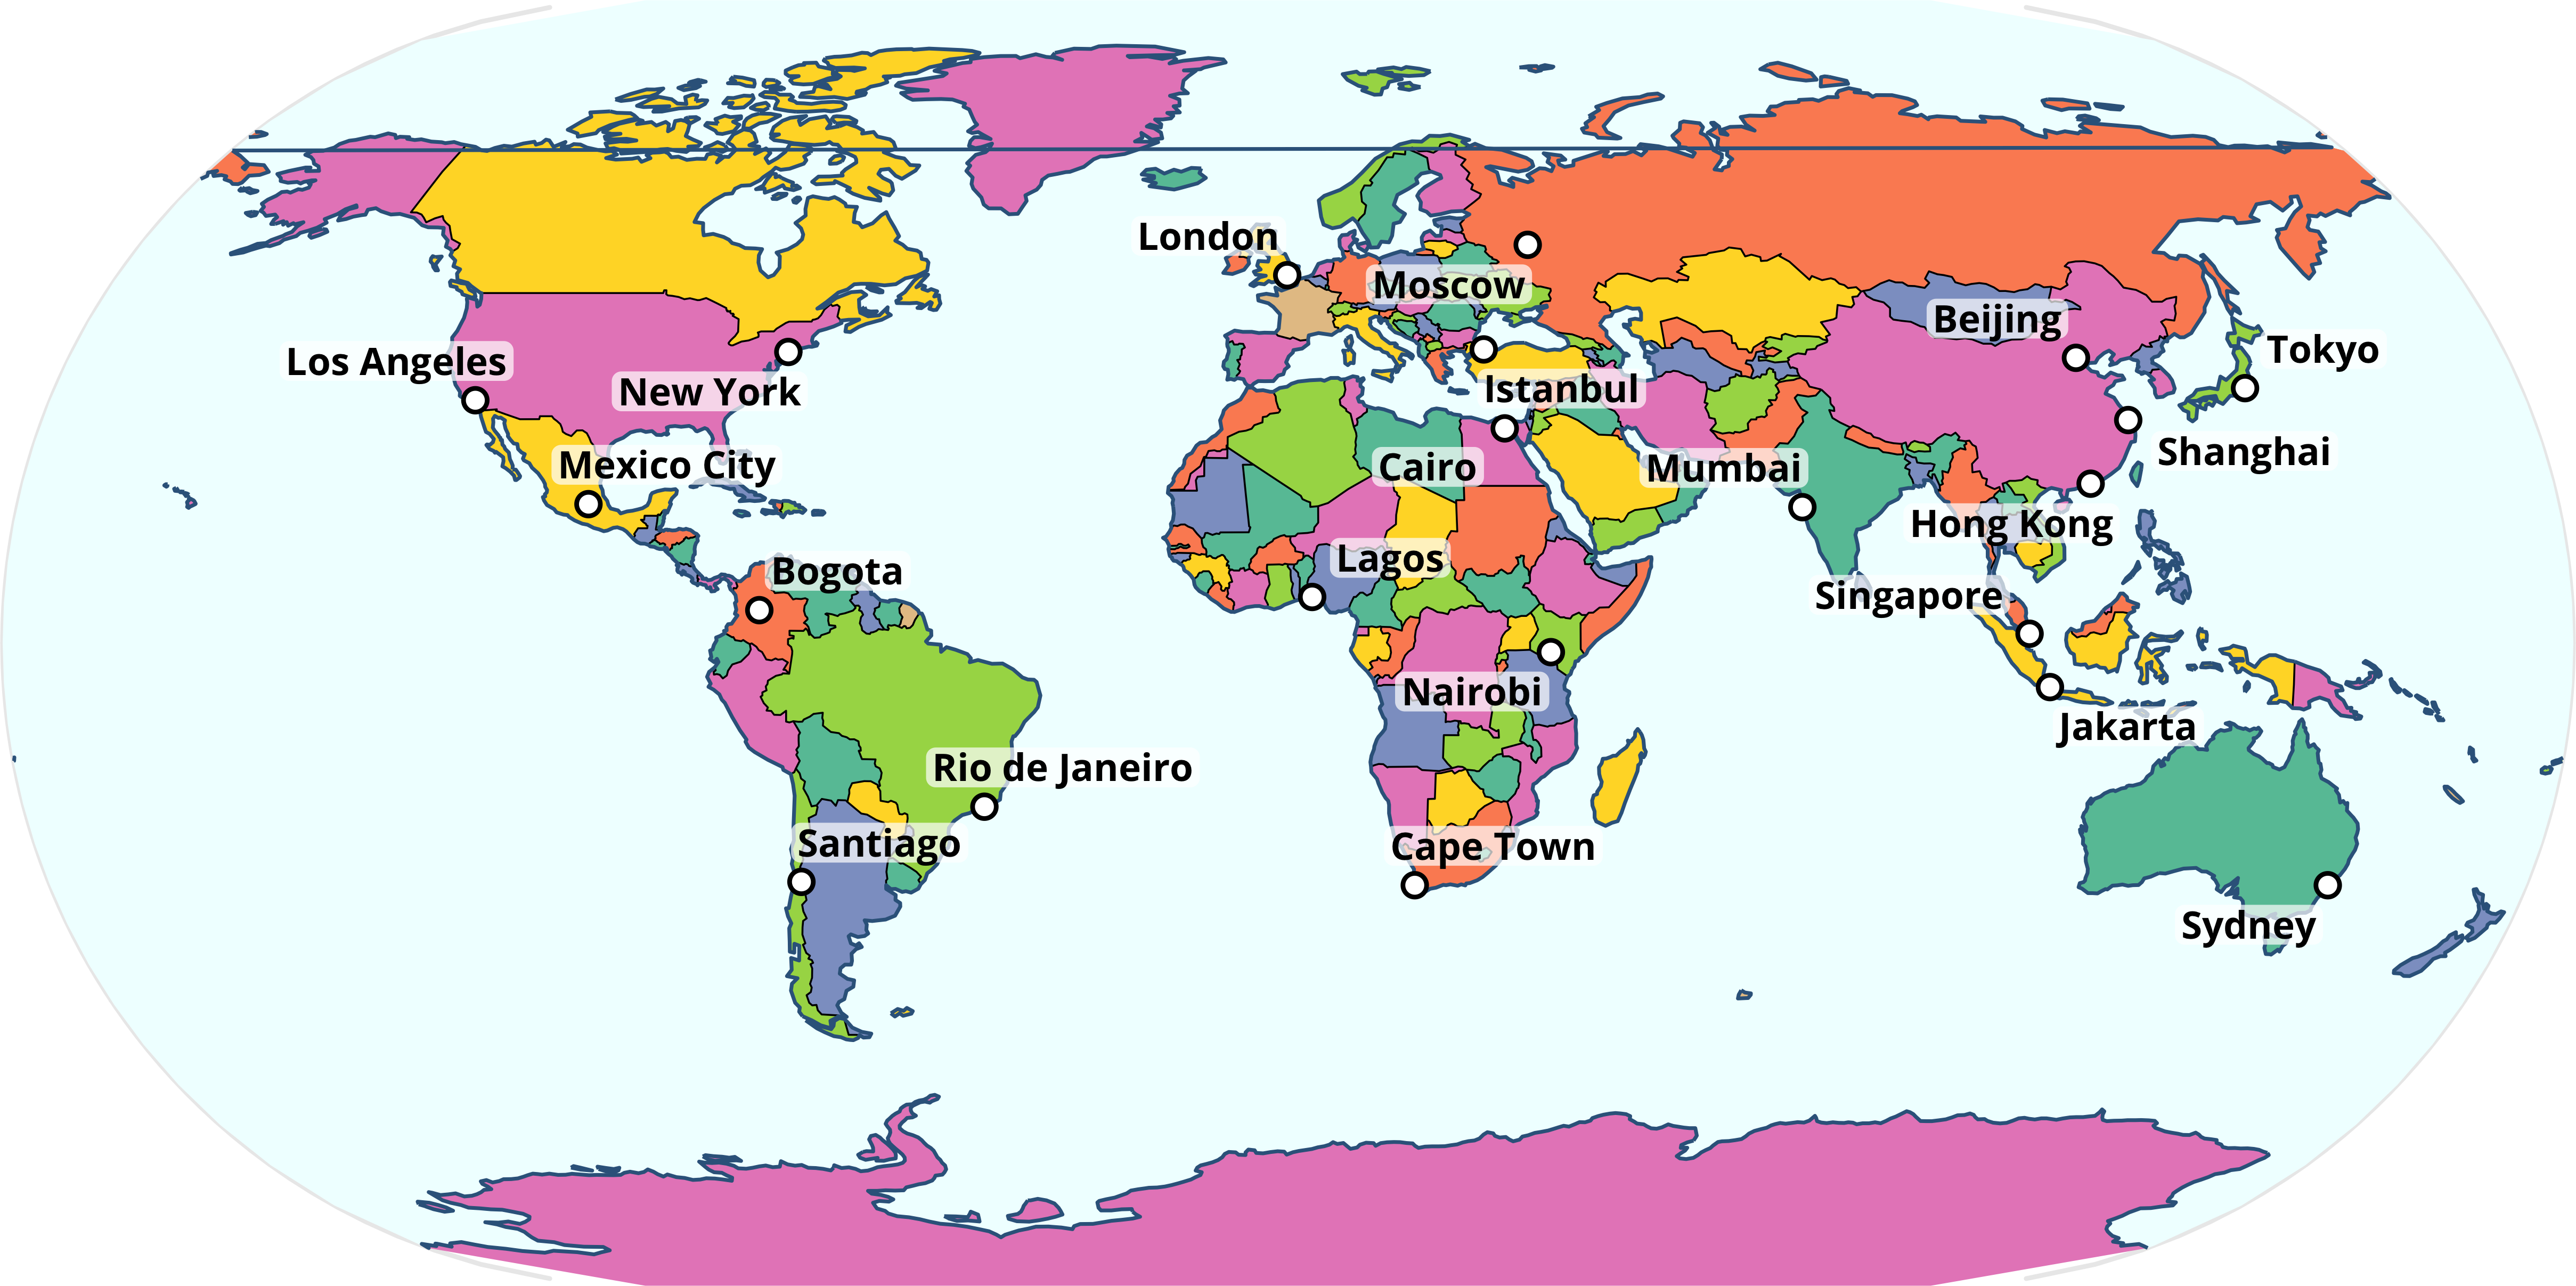 London
Moscow
Beijing
Tokyo
Los Angeles
New York
Istanbul
Shanghai
Mexico City
Cairo
Mumbai
Hong Kong
Bogota
Lagos
Singapore
Nairobi
Jakarta
Rio de Janeiro
Santiago
Cape Town
Sydney